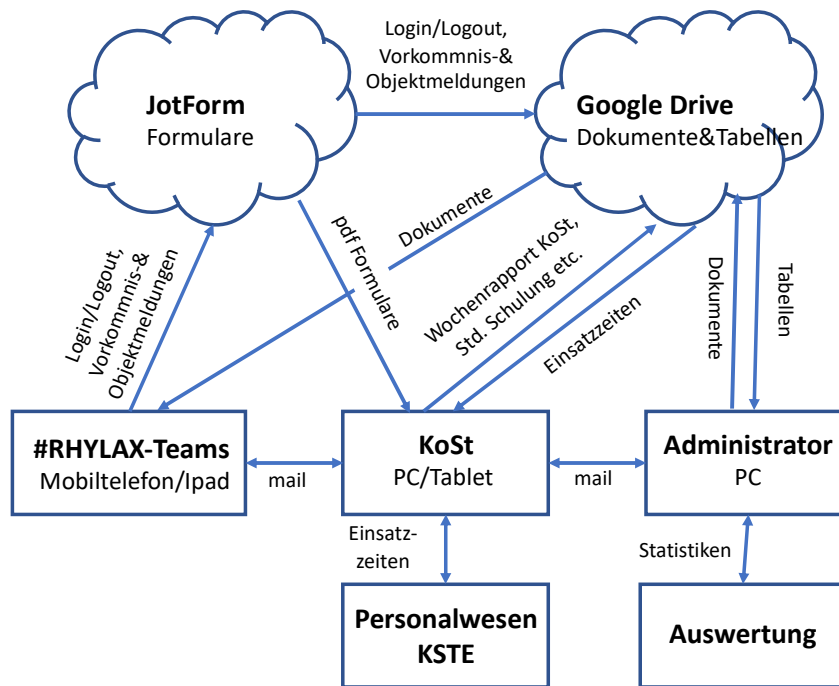 Login/Logout,
Vorkommnis-&
Objektmeldungen
JotForm
Formulare
Google Drive
Dokumente&Tabellen
Login/Logout,
Vorkommnis-&
Objektmeldungen
pdf Formulare
Dokumente
Wochenrapport KoSt,
Std. Schulung etc.
Einsatzzeiten
Dokumente
Tabellen
#RHYLAX-Teams
Mobiltelefon/Ipad
mail
KoSt
PC/Tablet
mail
Administrator
PC
Einsatz-
zeiten
Statistiken
Personalwesen
KSTE
Auswertung